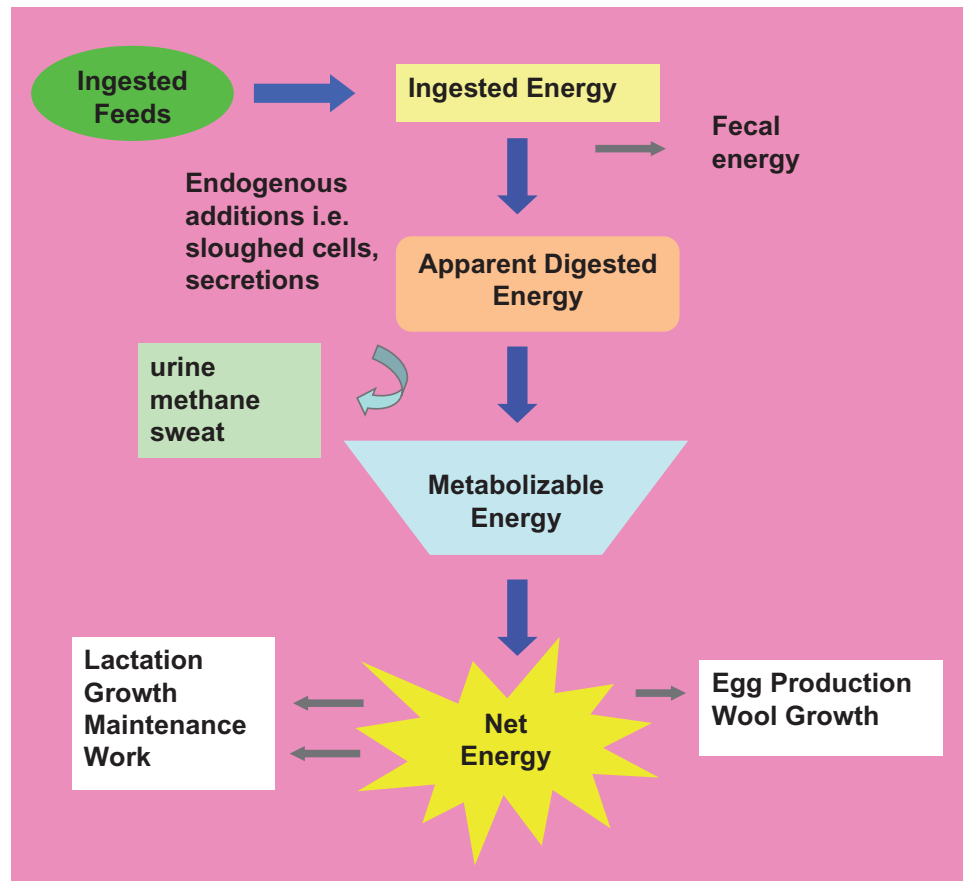 Ingested
Feeds
Ingested Energy
Fecal
energy
Endogenous
additions i.e.
sloughed cells,
secretions
Apparent Digested
Energy
urine
methane
sweat
Metabolizable
Energy
Lactation
Growth
Maintenance
Work
Net
Energy
Egg Production
Wool Growth